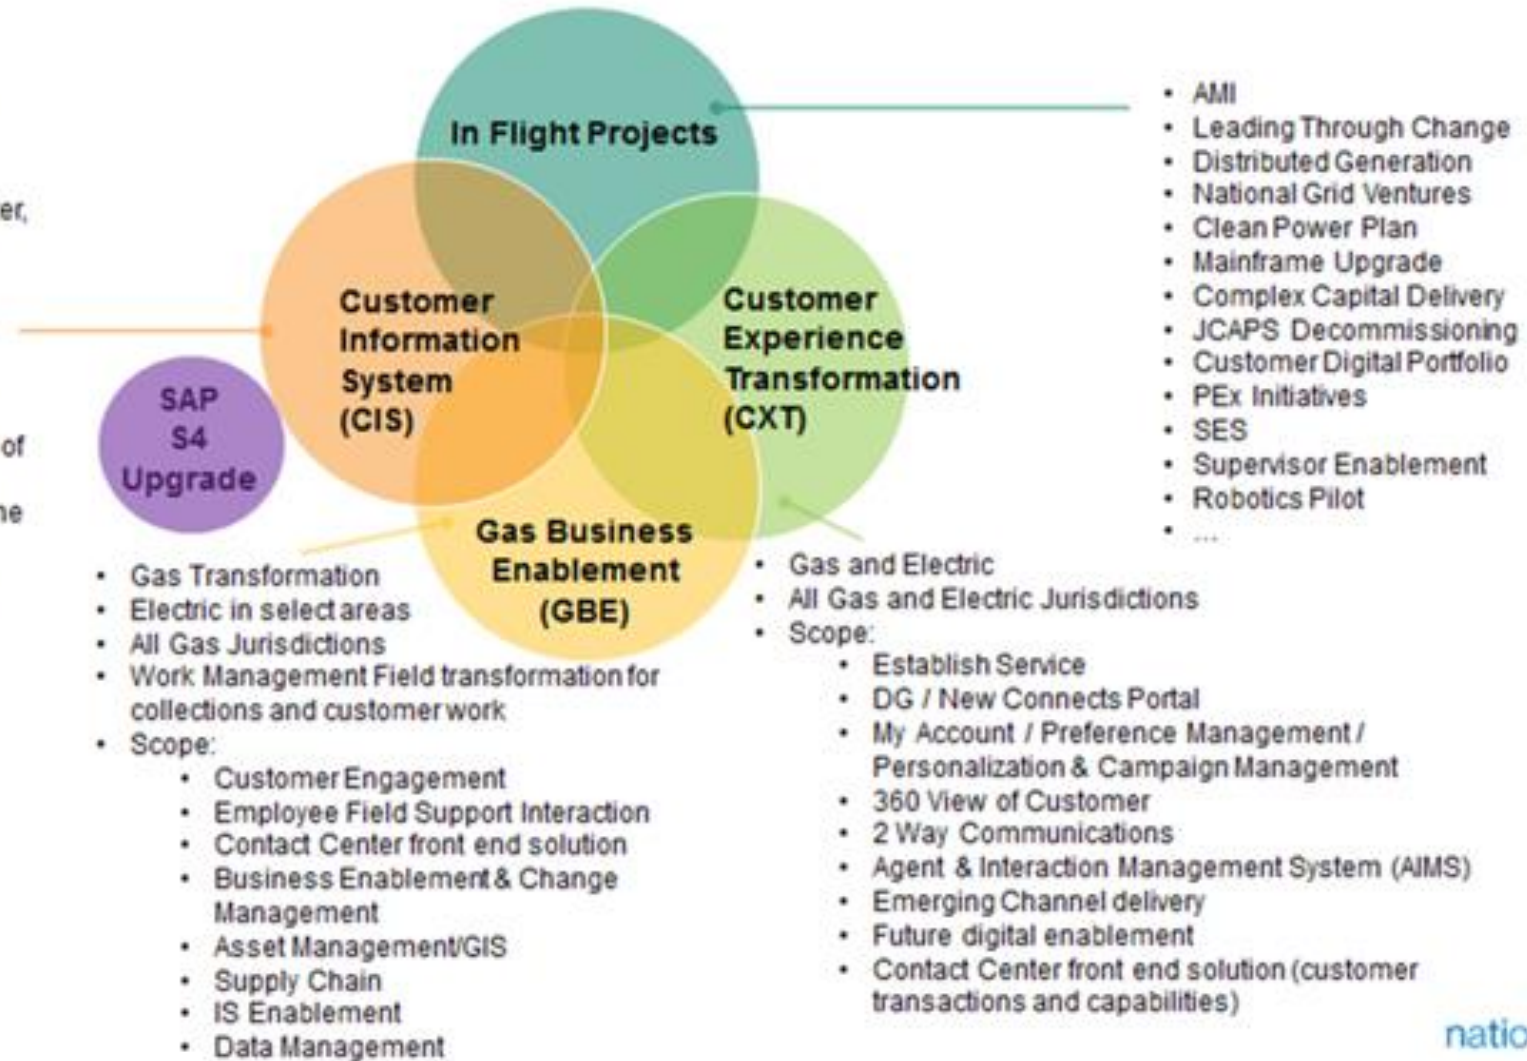 er,
of
ne
In Flight Projects
Customer
Information
System
(CIS)
Customer
Experience
Transformation
(CXT)
SAP
S4
Upgrade
Gas Business
Enablement
(GBE)
• AMI
• Leading Through Change
• Distributed Generation
• National Grid Ventures
• Clean Power Plan
• Mainframe Upgrade
• Complex Capital Delivery
• JCAPS Decommissioning
• Customer Digital Portfolio
• PEx Initiatives
• SES
• Supervisor Enablement
• Robotics Pilot
• ...
• Gas Transformation
• Electric in select areas
• All Gas Jurisdictions
• Work Management Field transformation for
collections and customer work
• Scope:
• Customer Engagement
• Employee Field Support Interaction
• Contact Center front end solution
• Business Enablement & Change
Management
• Asset Management/GIS
• Supply Chain
• IS Enablement
• Data Management
• Gas and Electric
• All Gas and Electric Jurisdictions
• Scope:
• Establish Service
• DG / New Connects Portal
• My Account / Preference Management /
Personalization & Campaign Management
• 360 View of Customer
• 2 Way Communications
• Agent & Interaction Management System (AIMS)
• Emerging Channel delivery
• Future digital enablement
• Contact Center front end solution (customer
transactions and capabilities)
natio